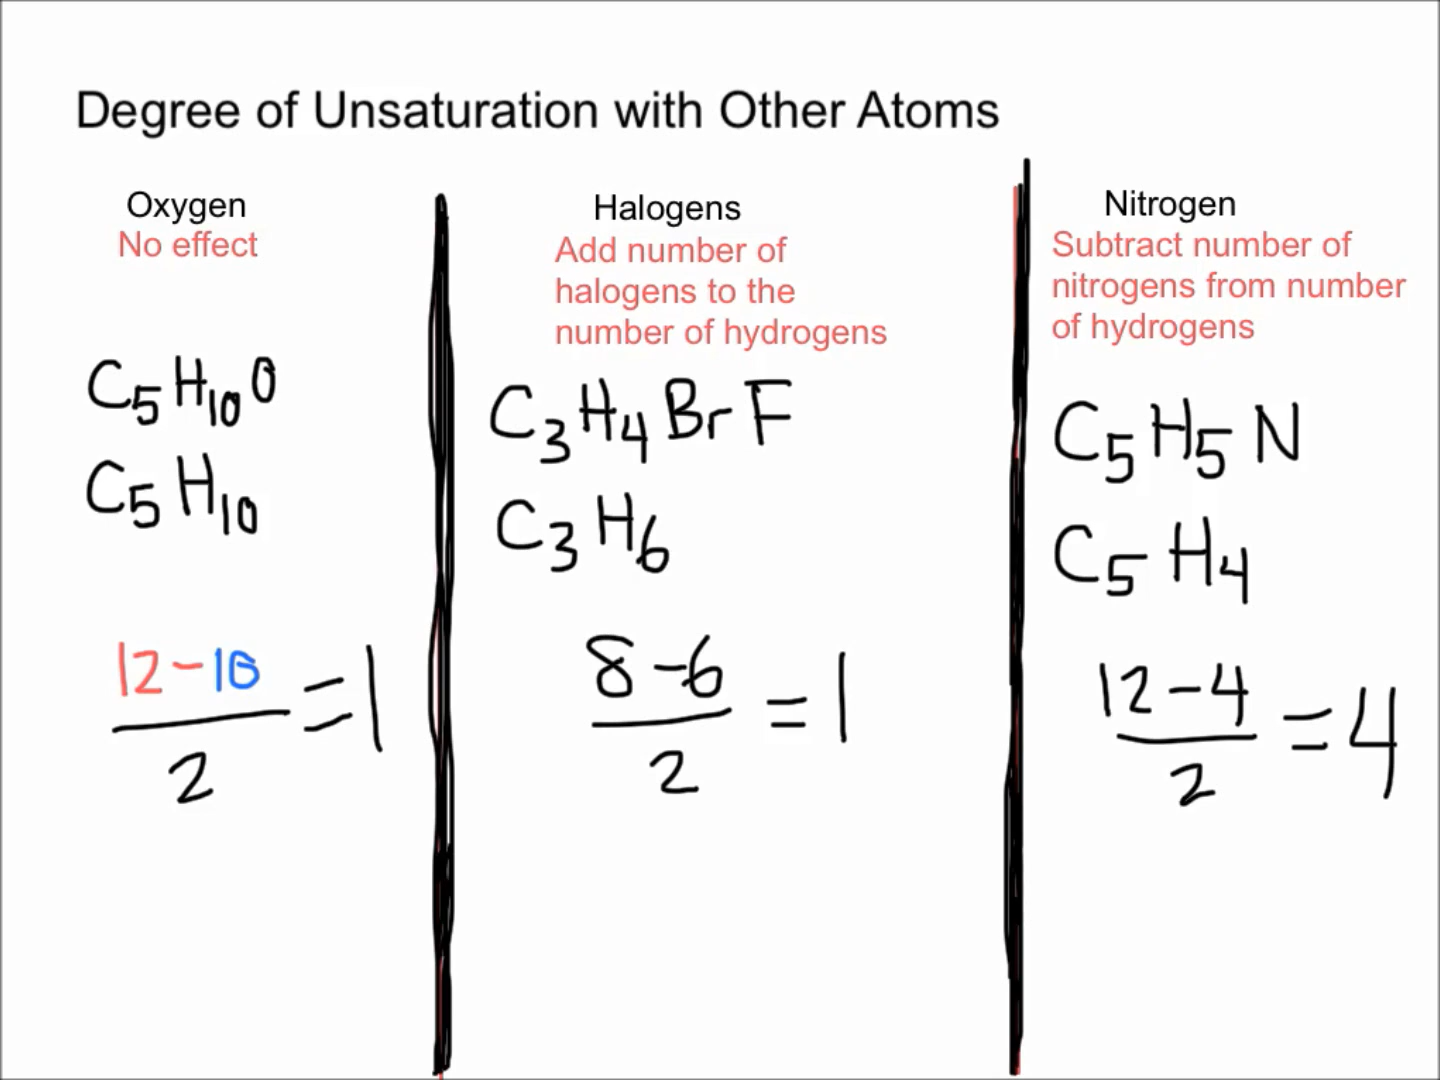 Degree of Unsaturation with Other Atoms
Oxygen
No effect
C5H10O
C5H10
12-10
2
=1
Halogens
Add number of
halogens to the
number of hydrogens
C3H4BrF
C3H6
8-6
2
=1
Nitrogen
Subtract number of
nitrogens from number
of hydrogens
C5H5N
C5H4
12-4
2
=4